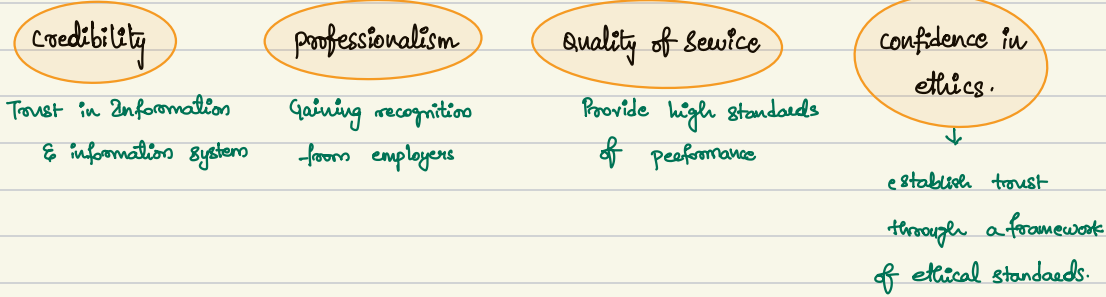 Credibility
Trust in Information
& information system
Professionalism
Gaining recognition
from employers
Quality of Service
Provide high standards
of performance
Confidence in
ethics.
establish trust
through a framework
of ethical standards.